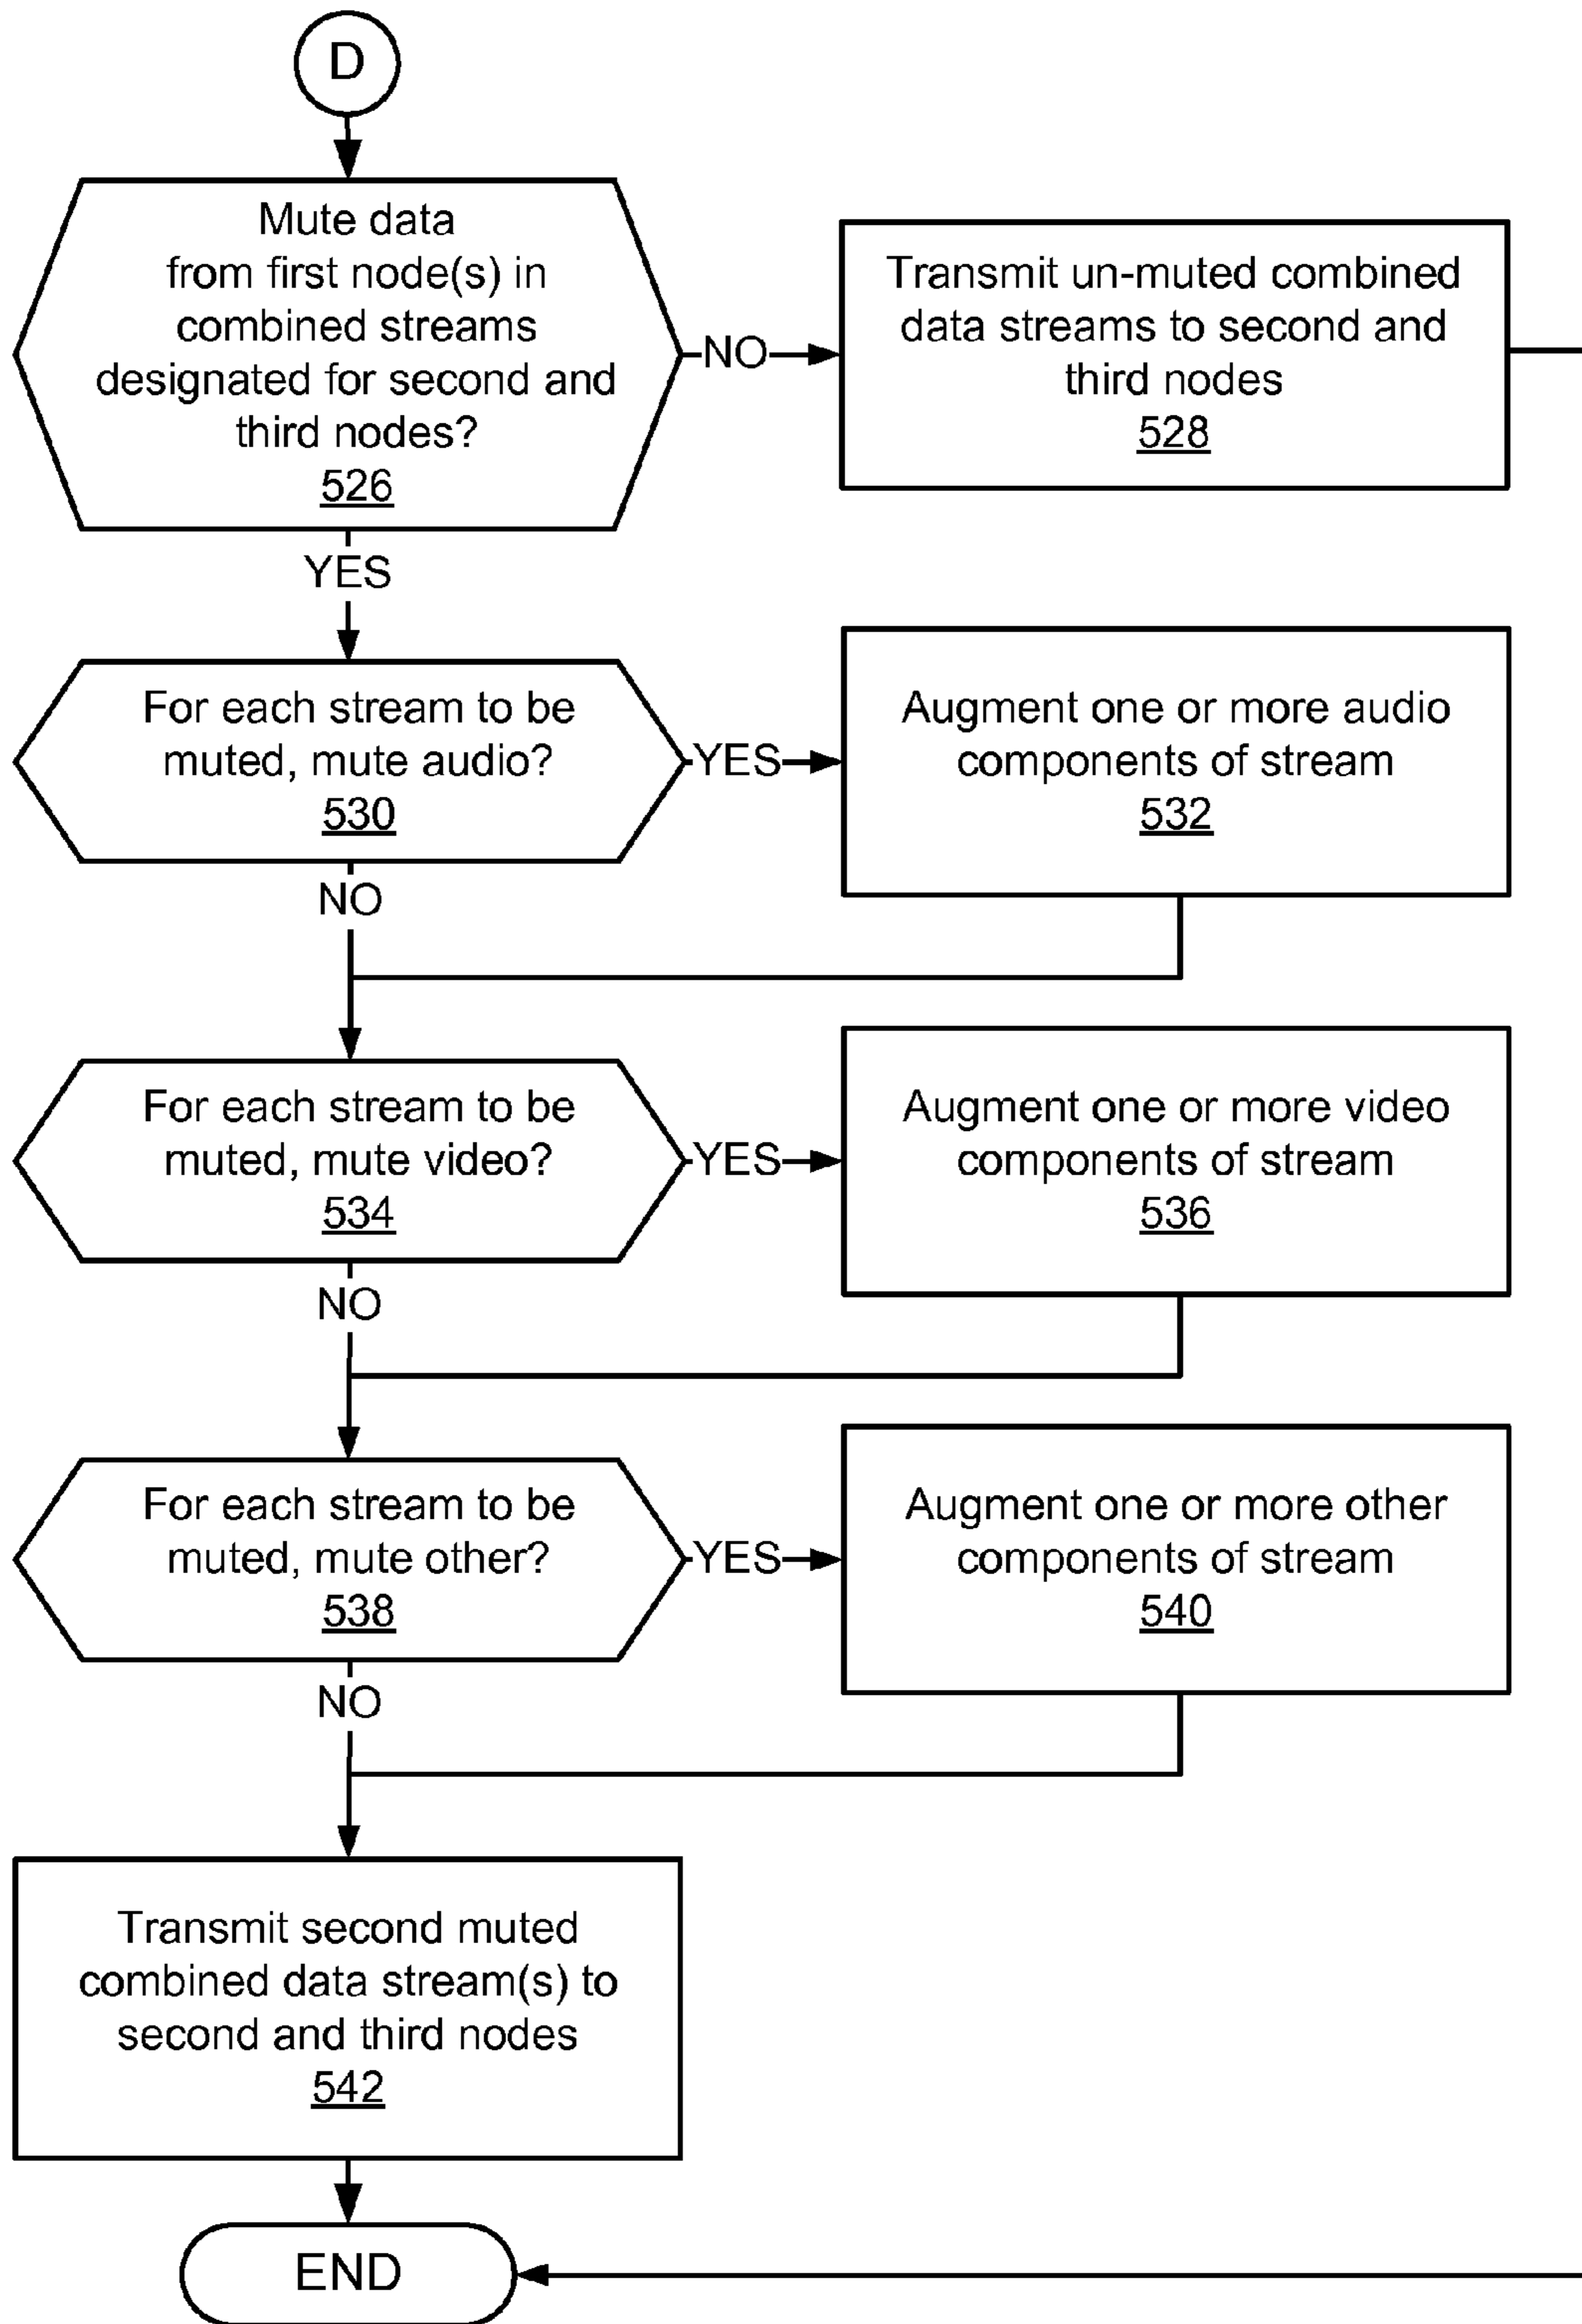 D
Mute data
from first node(s) in
combined streams
designated for second and
third nodes?
526
NO
Transmit un-muted combined
data streams to second and
third nodes
528
YES
For each stream to be
muted, mute audio?
530
YES
Augment one or more audio
components of stream
532
NO
For each stream to be
muted, mute video?
534
YES
Augment one or more video
components of stream
536
NO
For each stream to be
muted, mute other?
538
YES
Augment one or more other
components of stream
540
NO
Transmit second muted
combined data stream(s) to
second and third nodes
542
END